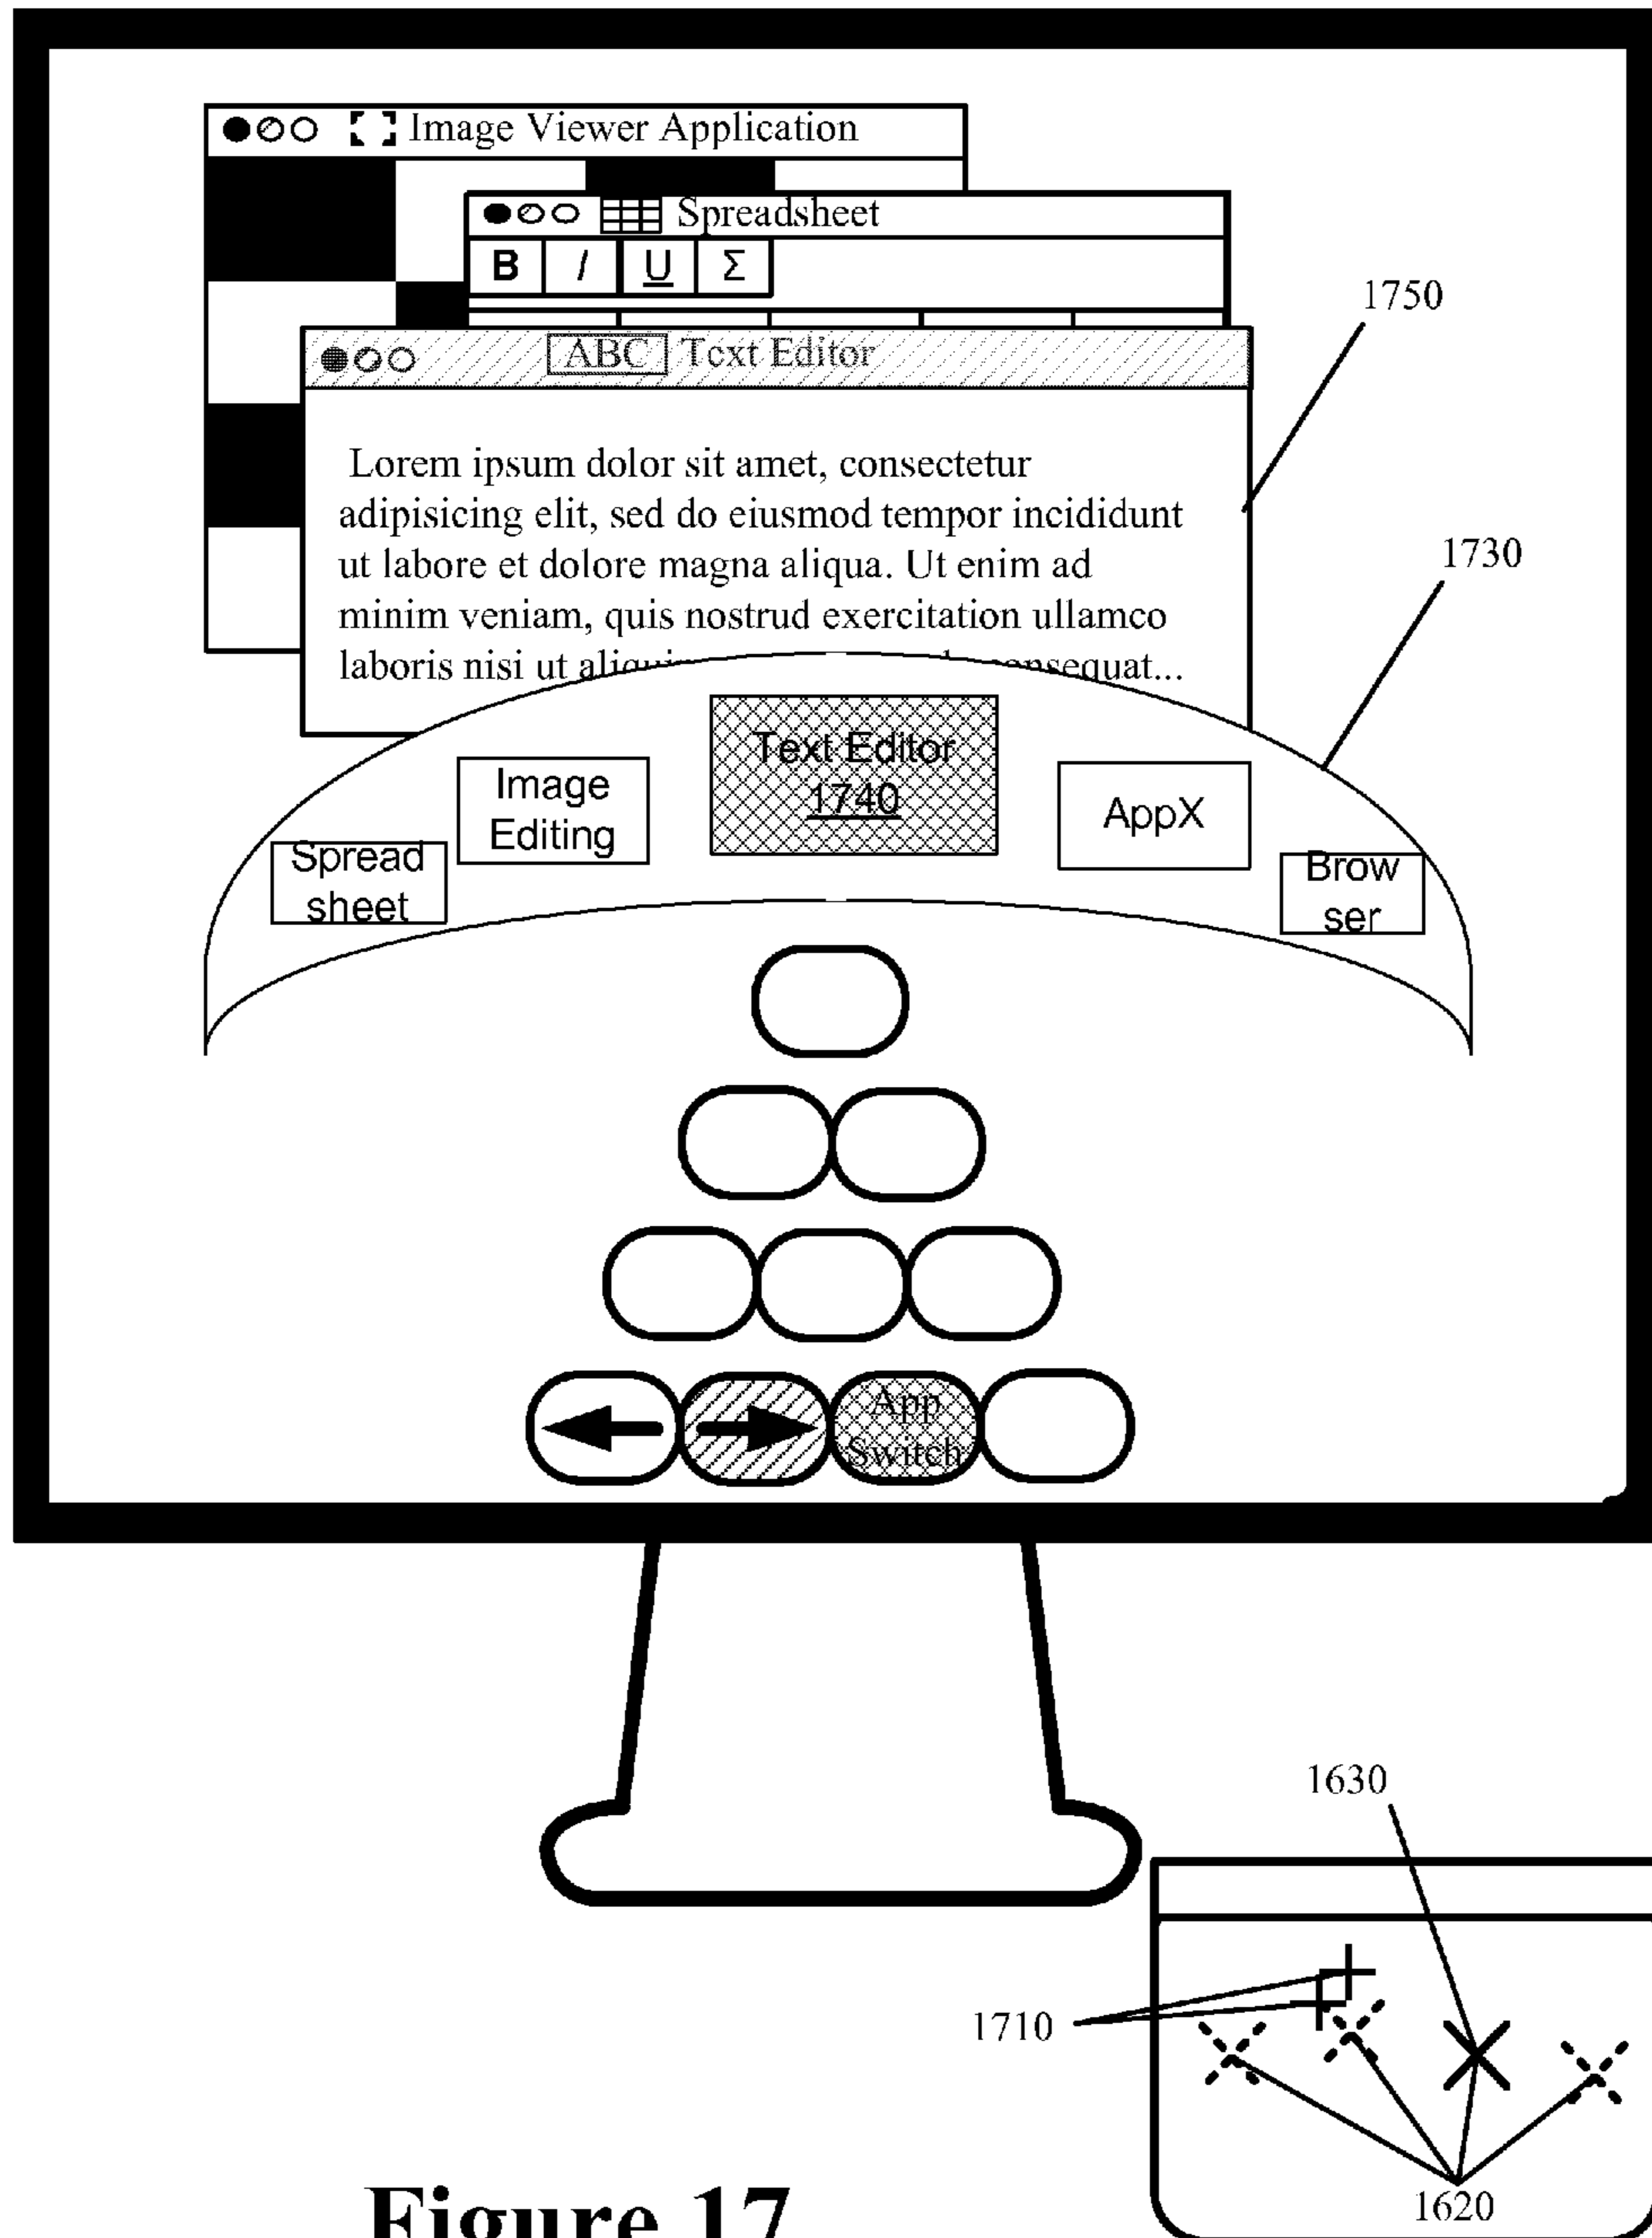 Image Viewer Application
Spreadsheet
B I U Σ
1750
ABC Text Editor
Lorem ipsum dolor sit amet, consectetur
adipisicing elit, sed do eiusmod tempor incididunt
1730
ut labore et dolore magna aliqua. Ut enim ad
minim veniam, quis nostrud exercitation ullamco
laboris nisi ut consequat...
Text Editor
1740
Image
Editing
AppX
Spread
sheet
Brow
ser
App
Switch
1630
1710
1620
Figure 17